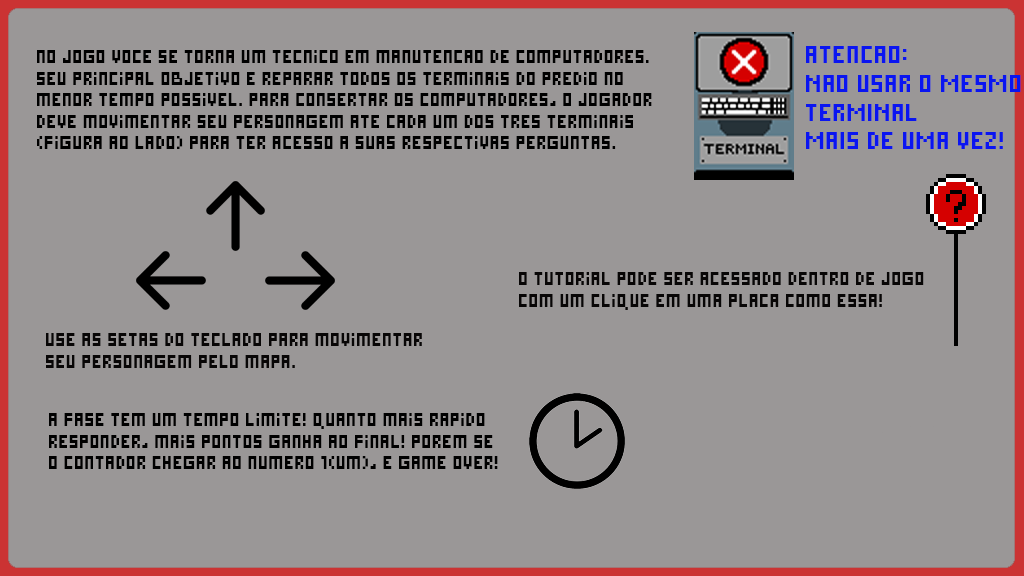 NO JOGO VOCE SE TORNA UM TECNICO EM MANUTENCAO DE COMPUTADORES.
SEU PRINCIPAL OBJETIVO E REPARAR TODOS OS TERMINAIS DO PREDIO NO
MENOR TEMPO POSSIVEL. PARA CONSERTAR OS COMPUTADORES, O JOGADOR
DEVE MOVIMENTAR SEU PERSONAGEM ATE CADA UM DOS TRES TERMINAIS
(FIGURA AO LADO) PARA TER ACESSO A SUAS RESPECTIVAS PERGUNTAS.
TERMINAL
ATENCAO:
NAO USAR O MESMO
TERMINAL
MAIS DE UMA VEZ!
?
O TUTORIAL PODE SER ACESSADO DENTRO DE JOGO
COM UM CLIQUE EM UMA PLACA COMO ESSA!
USE AS SETAS DO TECLADO PARA MOVIMENTAR
SEU PERSONAGEM PELO MAPA.
A FASE TEM UM TEMPO LIMITE! QUANTO MAIS RAPIDO
RESPONDER, MAIS PONTOS GANHA AO FINAL! POREM SE
O CONTADOR CHEGAR AO NUMERO 1(UM), E GAME OVER!